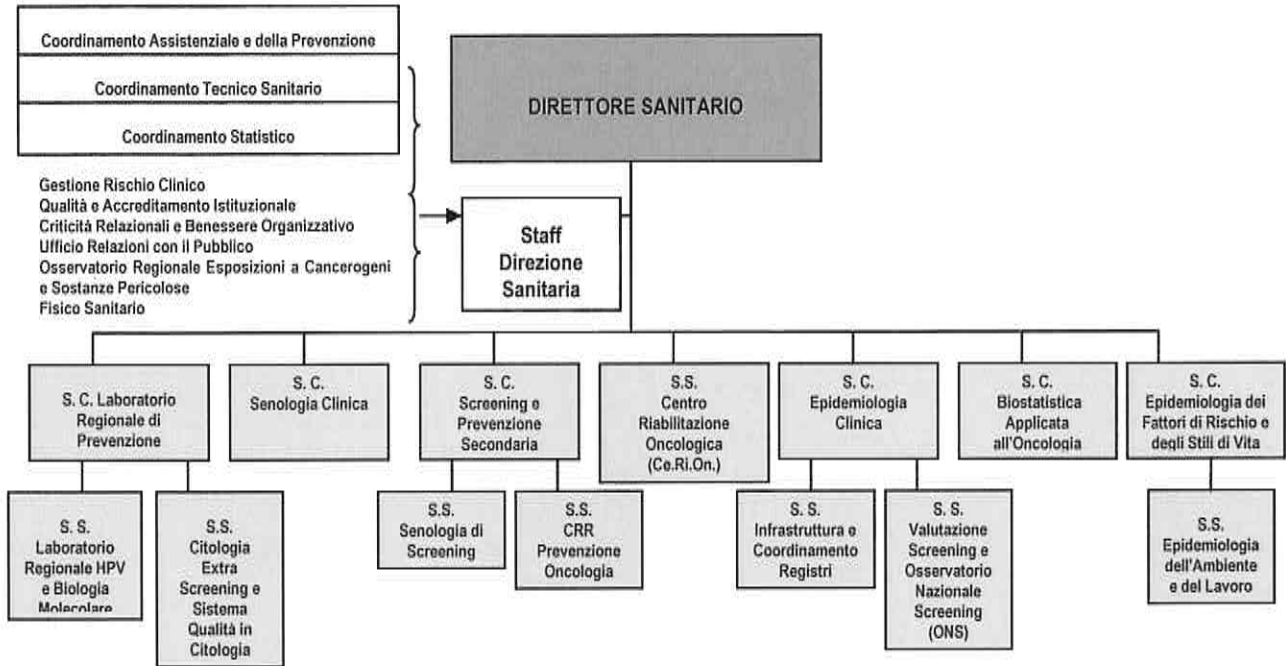 Coordinamento Assistenziale e della Prevenzione
Coordinamento Tecnico Sanitario
Coordinamento Statistico
DIRETTORE SANITARIO
Gestione Rischio Clinico
Qualità e Accreditamento Istituzionale
Criticità Relazionali e Benessere Organizzativo
Ufficio Relazioni con il Pubblico
Osservatorio Regionale Esposizioni a Cancerogeni
e Sostanze Pericolose
Fisico Sanitario
Staff
Direzione
Sanitaria
S. C. Laboratorio
Regionale di
Prevenzione
S. C.
Senologia Clinica
S. C.
Screening e
Prevenzione
Secondaria
S.S.
Centro
Riabilitazione
Oncologica
(Ce.Ri.On.)
S. C.
Epidemiologia
Clinica
S. C.
Biostatistica
Applicata
all'Oncologia
S. C.
Epidemiologia dei
Fattori di Rischio e
degli Stili di Vita
S. S.
Laboratorio
Regionale HPV
e Biologia
Molecolare
S.S.
Citologia
Extra
Screening e
Sistema
Qualità in
Citologia
S.S.
Senologia di
Screening
S.S.
CRR
Prevenzione
Oncologia
S. S.
Infrastruttura e
Coordinamento
Registri
S. S.
Valutazione
Screening e
Osservatorio
Nazionale
Screening
(ONS)
S.S.
Epidemiologia
dell'Ambiente
e del Lavoro